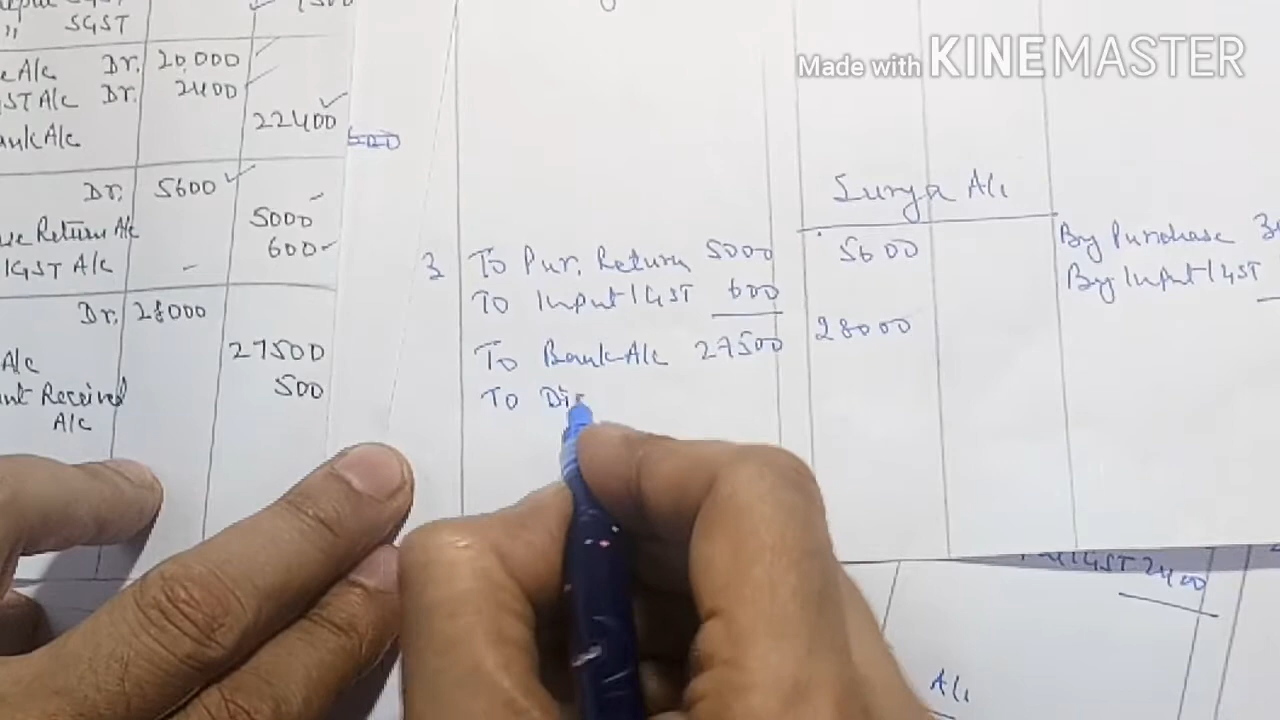 SGST
Made with KINEMASTER
A/c Dr. 20,000
A/c Dr. 2400
22400
A/c
Dr. 5600
5000
Return A/c
600
IGST A/c
Dr. 28000
27500
A/c
500
Received
A/c
Surya A/c
3 To Pur. Return 5000 5600
To Input IGST 600
To Bank A/c 27500 28000
To Dis
By Purchase
By Input IGST
IGST 2400
A/c